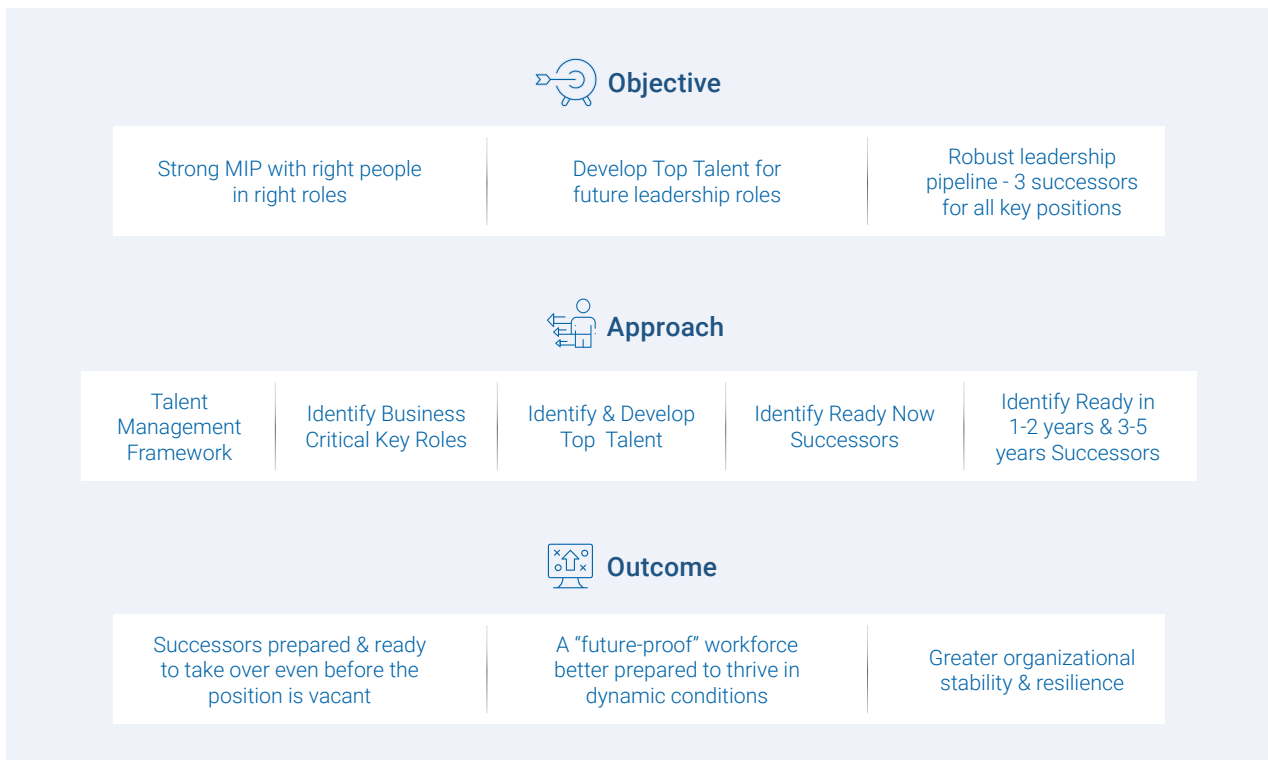 Objective
Strong MIP with right people
in right roles
Develop Top Talent for
future leadership roles
Robust leadership
pipeline - 3 successors
for all key positions
Approach
Talent
Management
Framework
Identify Business
Critical Key Roles
Identify & Develop
Top Talent
Identify Ready Now
Successors
Identify Ready in
1-2 years & 3-5
years Successors
Outcome
Successors prepared & ready
to take over even before the
position is vacant
A “future-proof” workforce
better prepared to thrive in
dynamic conditions
Greater organizational
stability & resilience